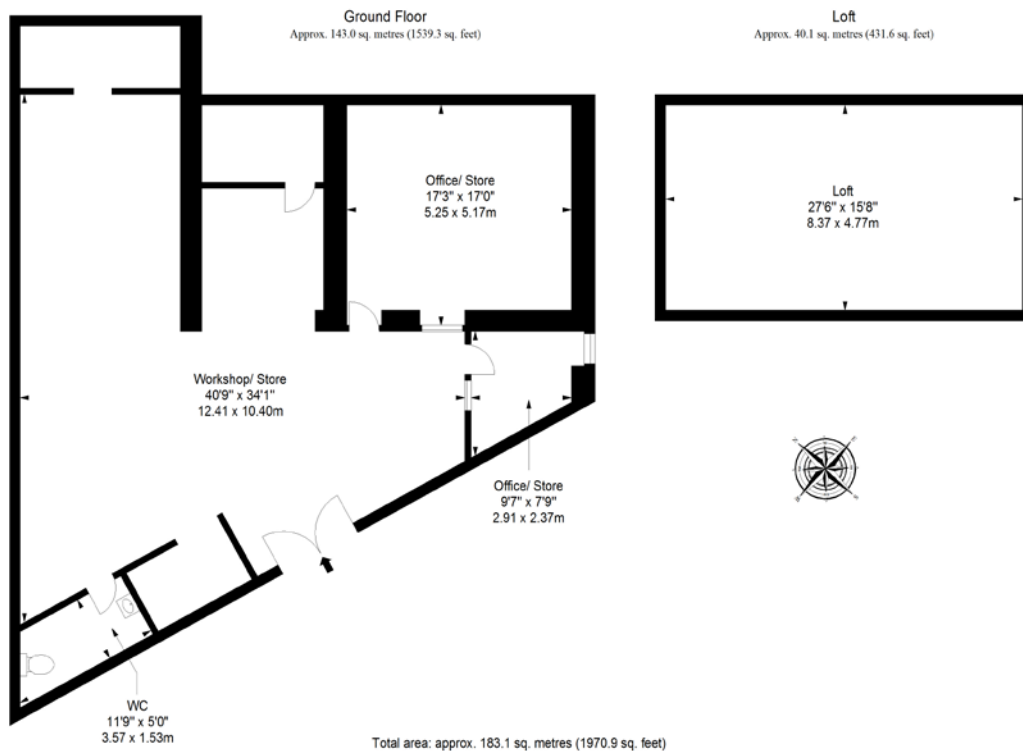 Ground Floor
Approx. 143.0 sq. metres (1539.3 sq. feet)
Loft
Approx. 40.1 sq. metres (431.6 sq. feet)
Office/ Store
17'3" x 17'0"
5.25 x 5.17m
Loft
27'6" x 15'8"
8.37 x 4.77m
Workshop/ Store
40'9" x 34'1"
12.41 x 10.40m
Office/ Store
9'7" x 7'9"
2.91 x 2.37m
WC
11'9" x 5'0"
3.57 x 1.53m
Total area: approx. 183.1 sq. metres (1970.9 sq. feet)